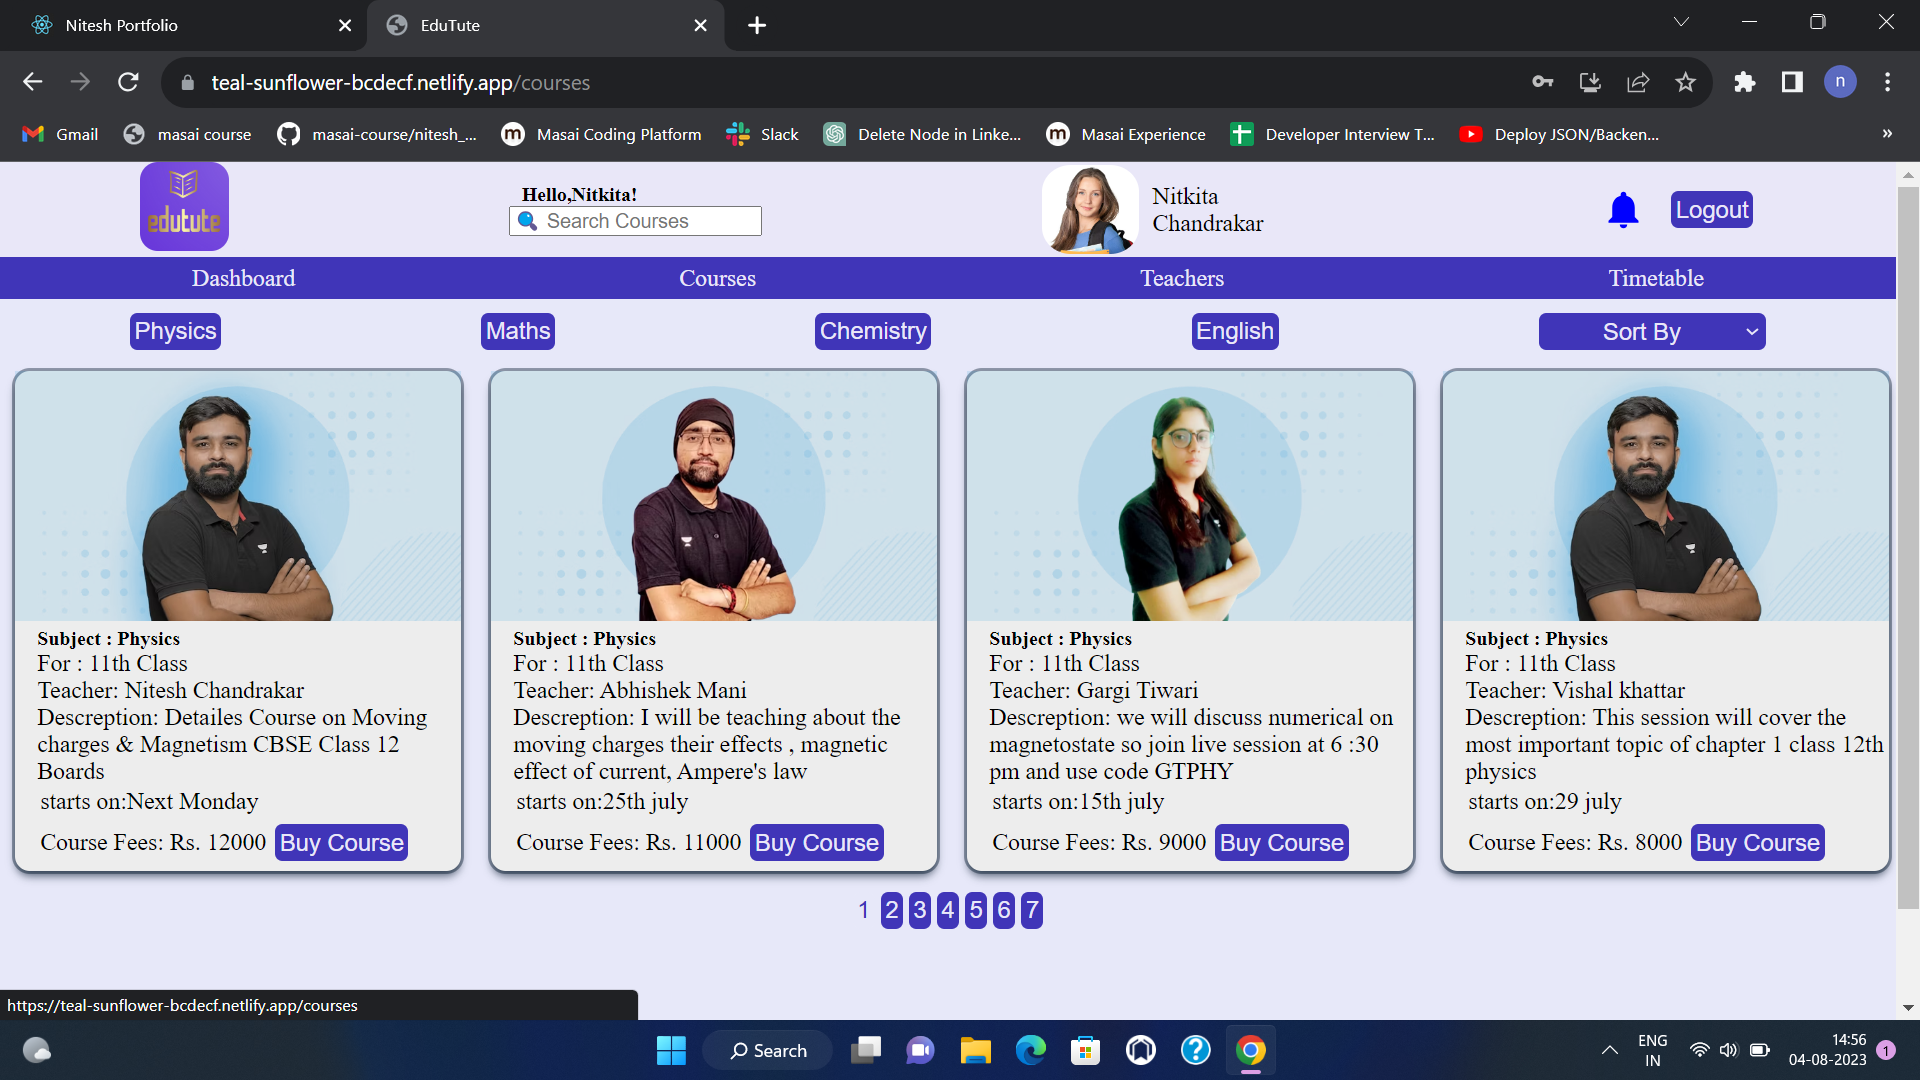 Nitesh Portfolio
EduTute
teal-sunflower-bcdecf.netlify.app/courses
n
Gmail
masai course
masai-course/nitesh_...
Masai Coding Platform
Slack
Delete Node in Linke...
Masai Experience
Developer Interview T...
Deploy JSON/Backen...
»
edutute
Hello,Nitkita!
Search Courses
Nitkita
Chandrakar
Logout
Dashboard
Courses
Teachers
Timetable
Physics
Maths
Chemistry
English
Sort By
Subject : Physics
For : 11th Class
Teacher: Nitesh Chandrakar
Descreption: Detailes Course on Moving
charges & Magnetism CBSE Class 12
Boards
starts on:Next Monday
Course Fees: Rs. 12000 Buy Course
Subject : Physics
For : 11th Class
Teacher: Abhishek Mani
Descreption: I will be teaching about the
moving charges their effects , magnetic
effect of current, Ampere's law
starts on:25th july
Course Fees: Rs. 11000 Buy Course
Subject : Physics
For : 11th Class
Teacher: Gargi Tiwari
Descreption: we will discuss numerical on
magnetostate so join live session at 6 :30
pm and use code GTPHY
starts on:15th july
Course Fees: Rs. 9000 Buy Course
Subject : Physics
For : 11th Class
Teacher: Vishal khattar
Descreption: This session will cover the
most important topic of chapter 1 class 12th
physics
starts on:29 july
Course Fees: Rs. 8000 Buy Course
1 2 3 4 5 6 7
https://teal-sunflower-bcdecf.netlify.app/courses
Search
ENG
IN
14:56
04-08-2023
1